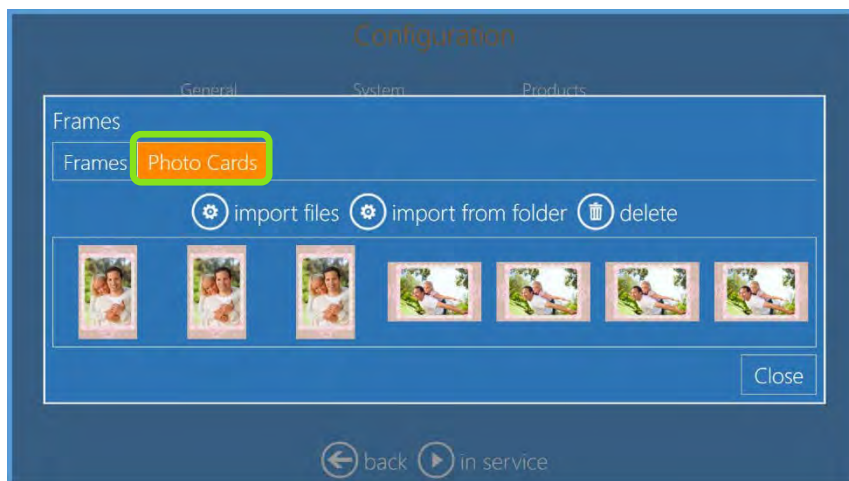 Configuration
General System Products
Frames
Frames Photo Cards
import files import from folder delete
Close
back in service